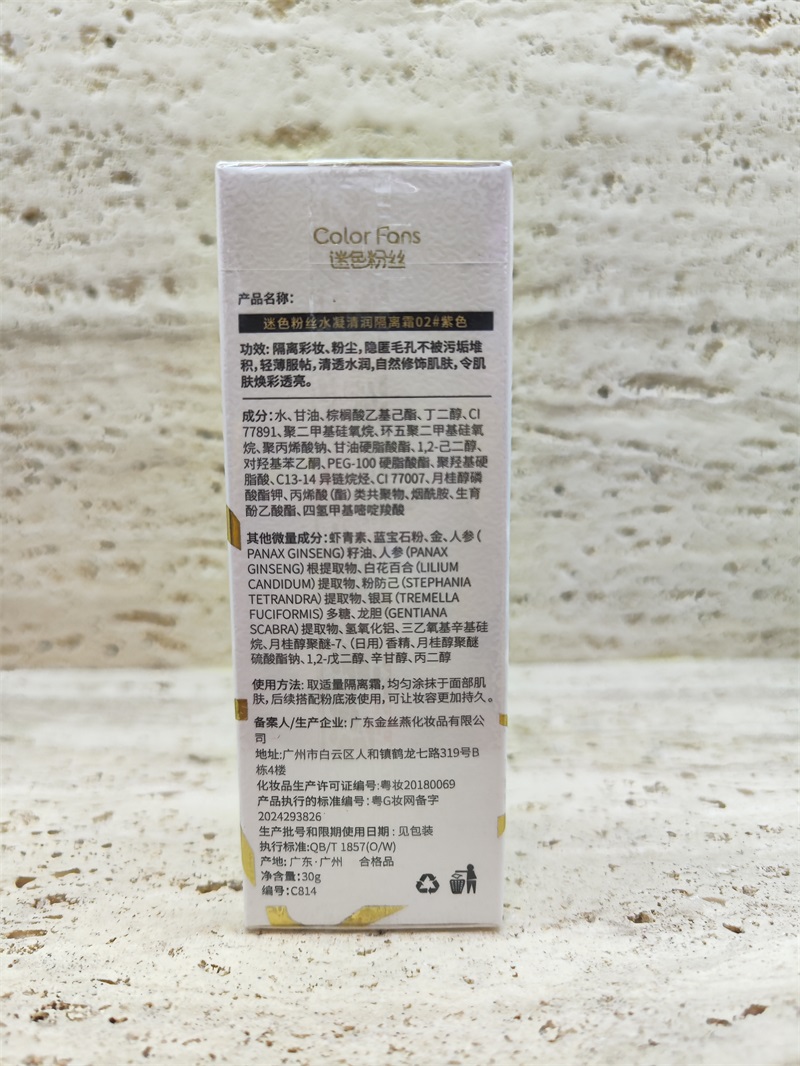 Color Fans
迷色粉丝
产品名称:
迷色粉丝水凝清润隔离霜02#紫色
功效: 隔离彩妆、粉尘,隐匿毛孔不被污垢堆
积,轻薄服帖,清透水润,自然修饰肌肤,令肌
肤焕彩透亮。
成分:水、甘油、棕榈酸乙基己酯、丁二醇、CI
77891、聚二甲基硅氧烷、环五聚二甲基硅氧
烷、聚丙烯酸钠、甘油硬脂酸酯、1,2-己二醇、
对羟基苯乙酮、PEG-100 硬脂酸酯、聚羟基硬
脂酸、C13-14 异链烷烃、CI 77007、月桂醇磷
酸酯钾、丙烯酸(酯)类共聚物、烟酰胺、生育
酚乙酸酯、四氢甲基嘧啶羧酸
其他微量成分:虾青素、蓝宝石粉、金、人参(
PANAX GINSENG) 籽油、人参(PANAX
GINSENG) 根提取物、白花百合(LILIUM
CANDIDUM) 提取物、粉防己(STEPHANIA
TETRANDRA) 提取物、银耳(TREMELLA
FUCIFORMIS) 多糖、龙胆(GENTIANA
SCABRA) 提取物、氢氧化铝、三乙氧基辛基硅
烷、月桂醇聚醚-7、(日用)香精、月桂醇聚醚
硫酸酯钠、1,2-戊二醇、辛甘醇、丙二醇
使用方法: 取适量隔离霜,均匀涂抹于面部肌
肤,后续搭配粉底液使用,可让妆容更加持久。
备案人/生产企业: 广东金丝燕化妆品有限公
司
地址:广州市白云区人和镇鹤龙七路319号B
栋4楼
化妆品生产许可证编号:粤妆20180069
产品执行的标准编号: 粤G妆网备字
2024293826
生产批号和限期使用日期: 见包装
执行标准:QB/T 1857(O/W)
产地: 广东·广州 合格品
净含量:30g
编号:C814